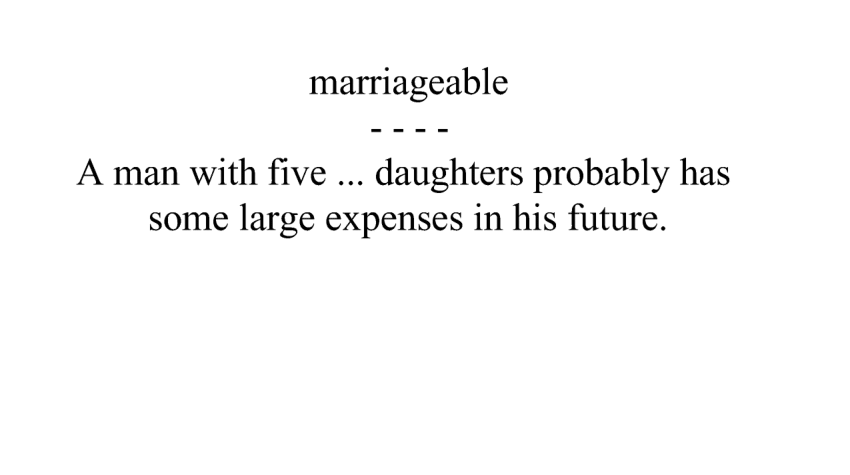 marriageable
- - - -
A man with five ... daughters probably has
some large expenses in his future.